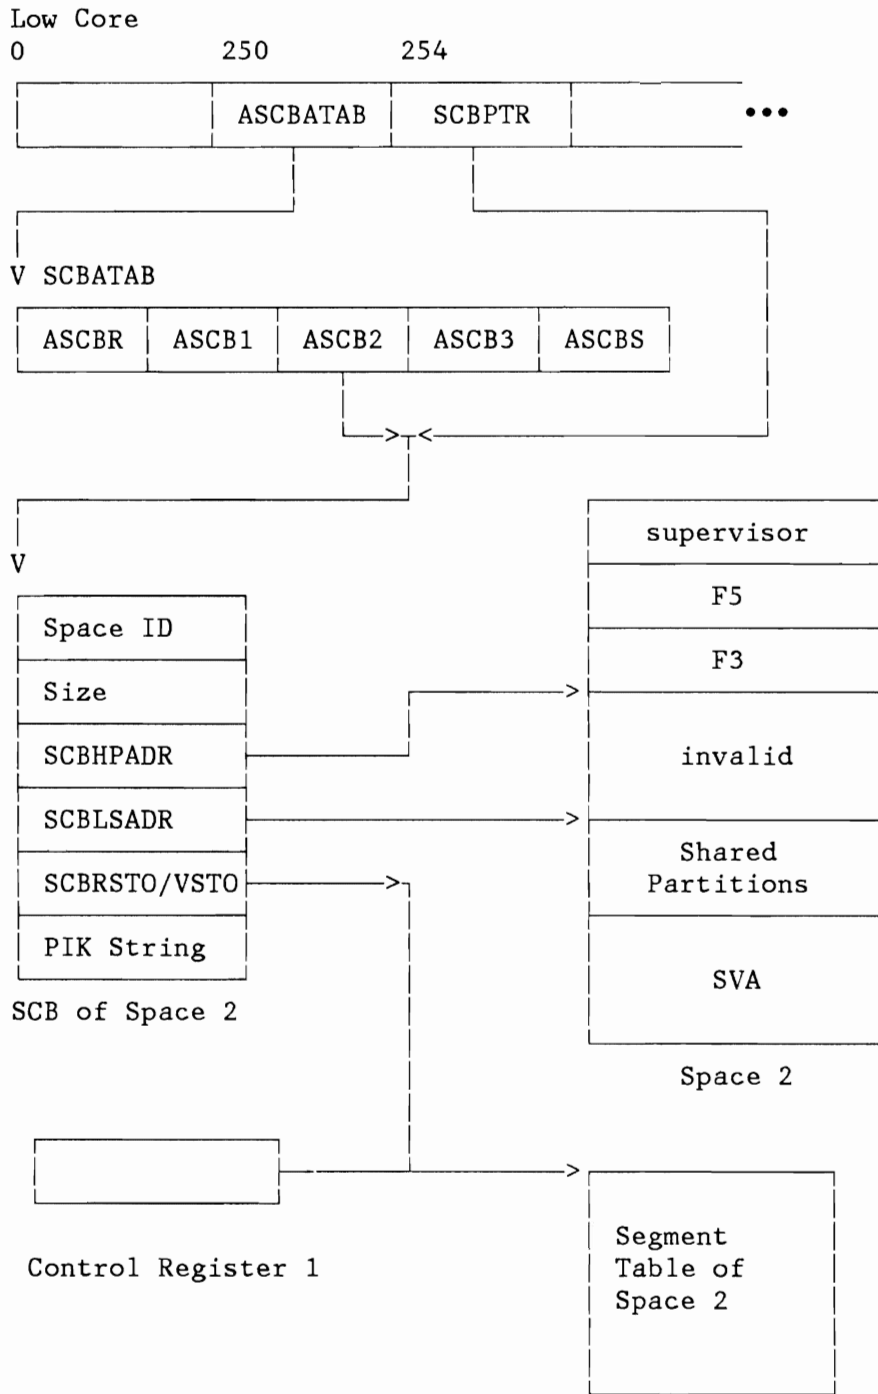 Low Core
0 250 254
ASCBATAB SCBPTR •••
V SCBATAB
ASCBR ASCB1 ASCB2 ASCB3 ASCBS
> <
V
supervisor
Space ID
F5
Size
F3
>
SCBHPADR
invalid
SCBLSADR >
SCBRSTO/VSTO >
Shared
Partitions
PIK String
SVA
SCB of Space 2
Space 2
>
Control Register 1
Segment
Table of
Space 2